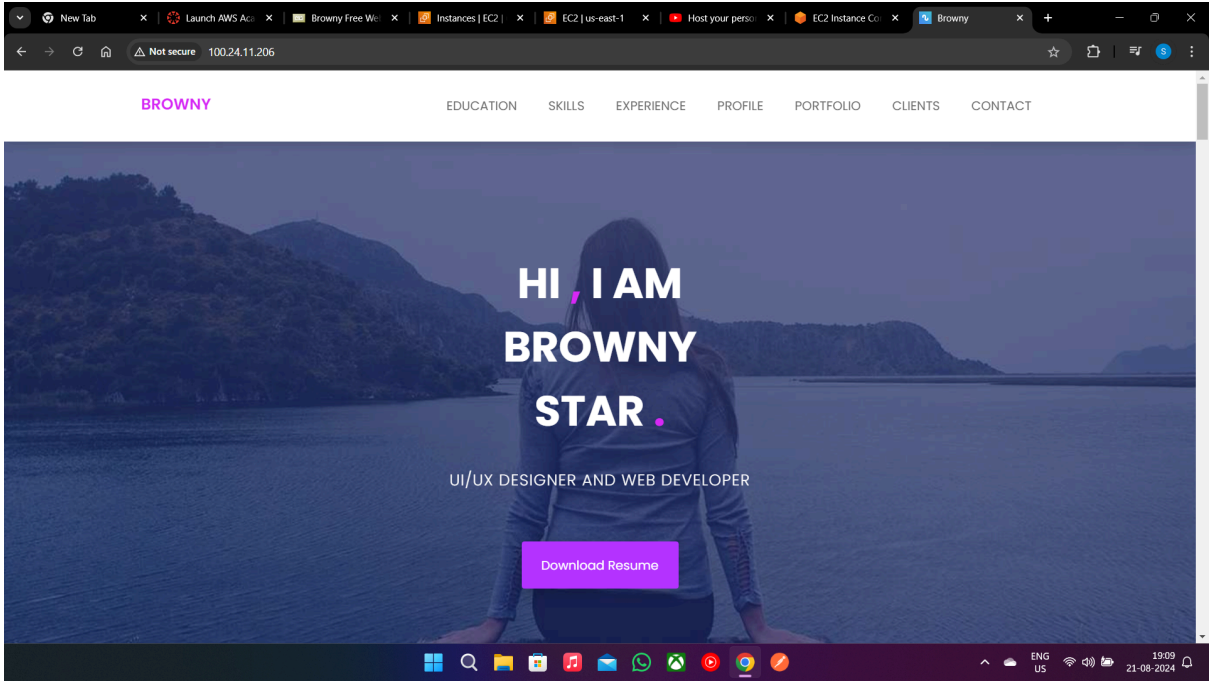 New Tab
Launch AWS Aca
Browny Free We
Instances | EC2 |
EC2 | us-east-1
Host your perso
EC2 Instance Co
Browny
Not secure 100.24.11.206
S
BROWNY
EDUCATION SKILLS EXPERIENCE PROFILE PORTFOLIO CLIENTS CONTACT
HI , I AM
BROWNY
STAR .
UI/UX DESIGNER AND WEB DEVELOPER
Download Resume
ENG
US
19:09
21-08-2024